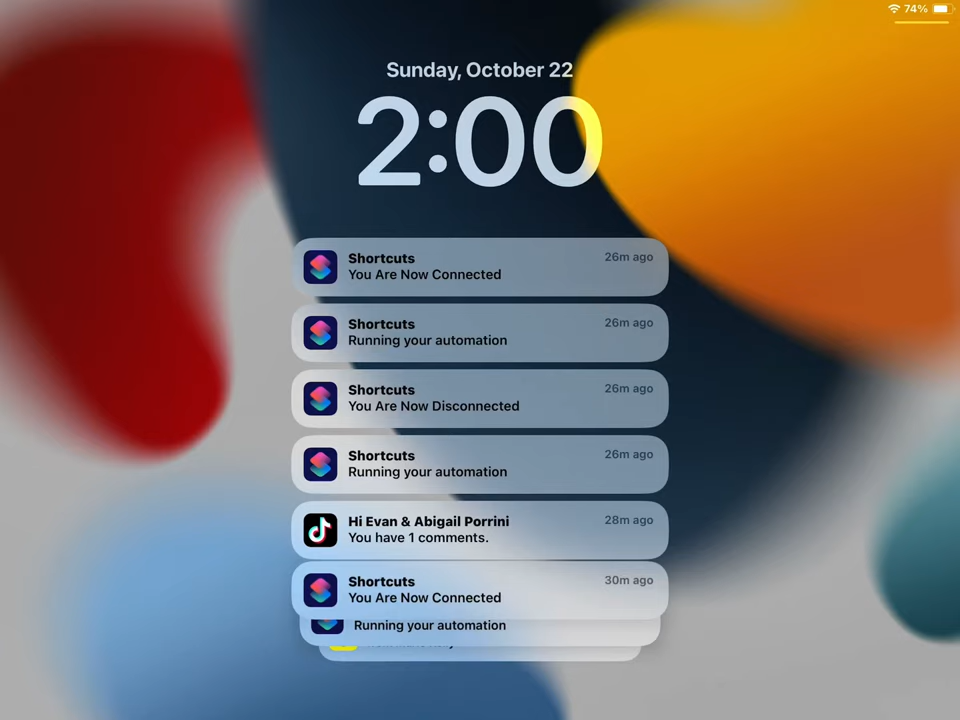 74%
Sunday, October 22
2:00
Shortcuts
26m ago
You Are Now Connected
Shortcuts
26m ago
Running your automation
Shortcuts
26m ago
You Are Now Disconnected
Shortcuts
26m ago
Running your automation
Hi Evan & Abigail Porrini
28m ago
You have 1 comments.
Shortcuts
30m ago
You Are Now Connected
Running your automation